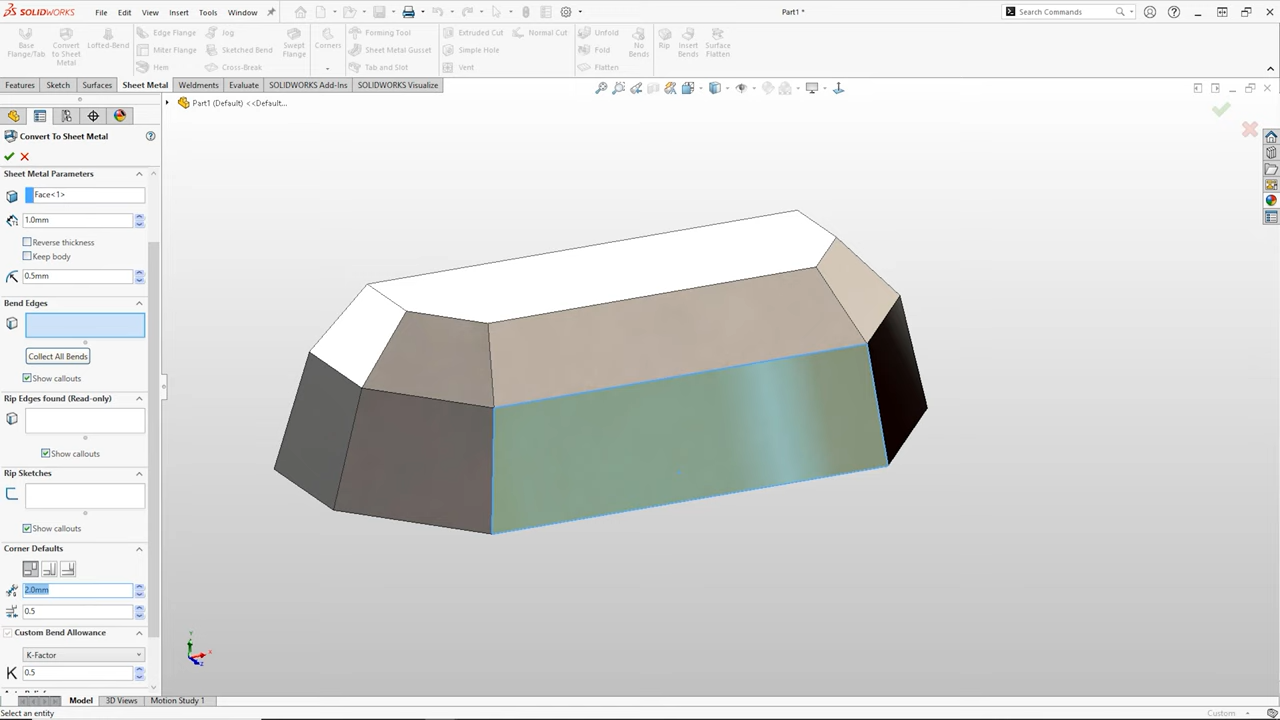 SOLIDWORKS File Edit View Insert Tools Window Part1 * Search Commands
Base Flange/Tab
Convert to Sheet Metal
Lofted-Bend
Edge Flange
Miter Flange
Hem
Jog
Sketched Bend
Cross-Break
Swept Flange
Corners
Forming Tool
Sheet Metal Gusset
Tab and Slot
Extruded Cut
Simple Hole
Vent
Normal Cut
Unfold
Fold
Flatten
No Bends
Rip
Insert Bends
Surface Flatten
Features Sketch Surfaces Sheet Metal Weldments Evaluate SOLIDWORKS Add-Ins SOLIDWORKS Visualize
Part1 (Default) <<Default...
Convert To Sheet Metal
Sheet Metal Parameters
Face<1>
1.0mm
Reverse thickness
Keep body
0.5mm
Bend Edges
Collect All Bends
Show callouts
Rip Edges found (Read-only)
Show callouts
Rip Sketches
Show callouts
Corner Defaults
2.0mm
0.5
Custom Bend Allowance
K-Factor
K 0.5
Y
X
Z
Model 3D Views Motion Study 1
Select an entity Custom